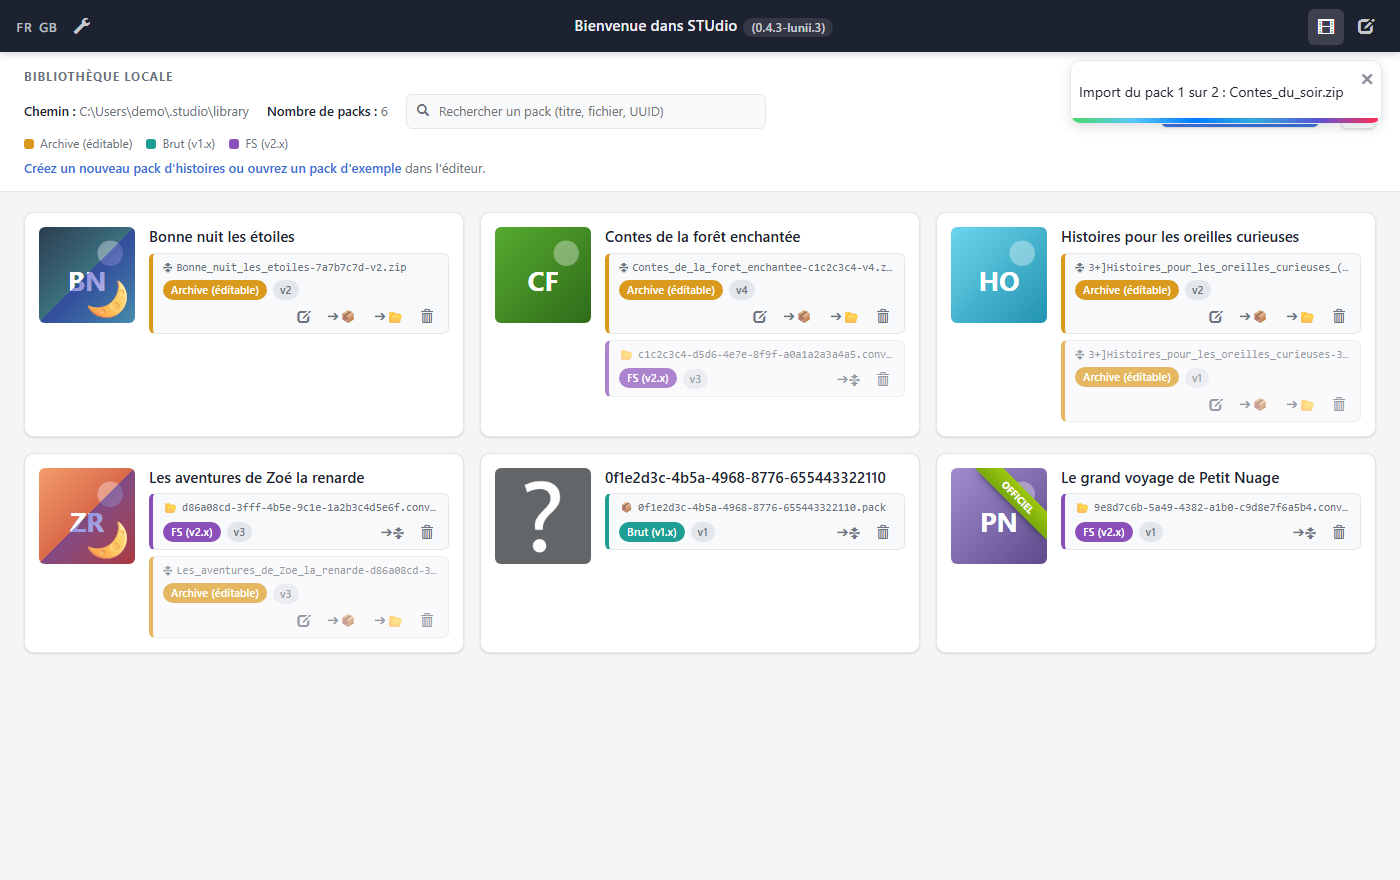 FR GB
Bienvenue dans STUdio (0.4.3-lunii.3)
BIBLIOTHÈQUE LOCALE
Chemin : C:\Users\demo\.studio\library Nombre de packs : 6
Rechercher un pack (titre, fichier, UUID)
Import du pack 1 sur 2 : Contes_du_soir.zip
Archive (éditable) Brut (v1.x) FS (v2.x)
Créez un nouveau pack d'histoires ou ouvrez un pack d'exemple dans l'éditeur.
BN
Bonne nuit les étoiles
Bonne_nuit_les_etoiles-7a7b7c7d-v2.zip
Archive (éditable) v2
CF
Contes de la forêt enchantée
Contes_de_la_foret_enchantee-c1c2c3c4-v4.z…
Archive (éditable) v4
c1c2c3c4-d5d6-4e7e-8f9f-a0a1a2a3a4a5.conv…
FS (v2.x) v3
HO
Histoires pour les oreilles curieuses
3+]Histoires_pour_les_oreilles_curieuses_(…
Archive (éditable) v2
3+]Histoires_pour_les_oreilles_curieuses-3…
Archive (éditable) v1
ZR
Les aventures de Zoé la renarde
d86a08cd-3fff-4b5e-9c1e-1a2b3c4d5e6f.conv…
FS (v2.x) v3
Les_aventures_de_Zoe_la_renarde-d86a08cd-3…
Archive (éditable) v3
?
0f1e2d3c-4b5a-4968-8776-655443322110
0f1e2d3c-4b5a-4968-8776-655443322110.pack
Brut (v1.x) v1
OFFICIEL
PN
Le grand voyage de Petit Nuage
9e8d7c6b-5a49-4382-a1b0-c9d8e7f6a5b4.conv…
FS (v2.x) v1